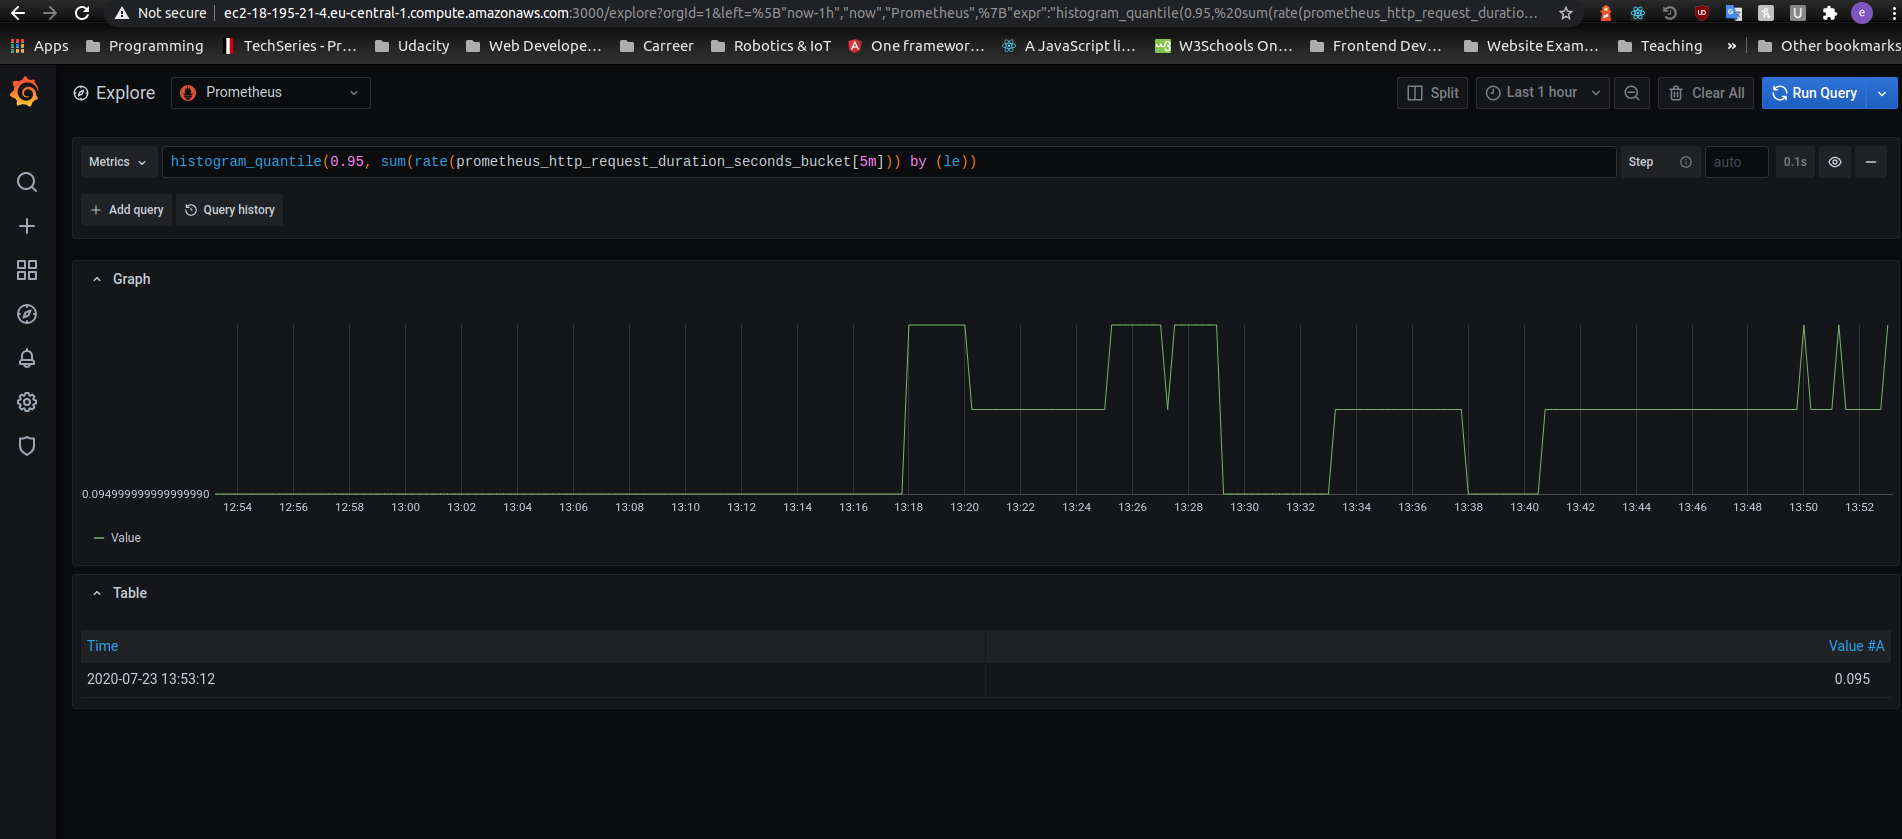 Not secure | ec2-18-195-21-4.eu-central-1.compute.amazonaws.com:3000/explore?orgId=1&left=%5B"now-1h","now","Prometheus",%7B"expr":"histogram_quantile(0.95,%20sum(rate(prometheus_http_request_duratio…
Apps Programming TechSeries - Pr… Udacity Web Develope… Carreer Robotics & IoT One framewor… A JavaScript li… W3Schools On… Frontend Dev… Website Exam… Teaching » Other bookmarks
Explore Prometheus Split Last 1 hour Clear All Run Query
Metrics histogram_quantile(0.95, sum(rate(prometheus_http_request_duration_seconds_bucket[5m])) by (le)) Step auto 0.1s
Add query Query history
Graph
0.094999999999999990
12:54 12:56 12:58 13:00 13:02 13:04 13:06 13:08 13:10 13:12 13:14 13:16 13:18 13:20 13:22 13:24 13:26 13:28 13:30 13:32 13:34 13:36 13:38 13:40 13:42 13:44 13:46 13:48 13:50 13:52
Value
Table
Time Value #A
2020-07-23 13:53:12 0.095